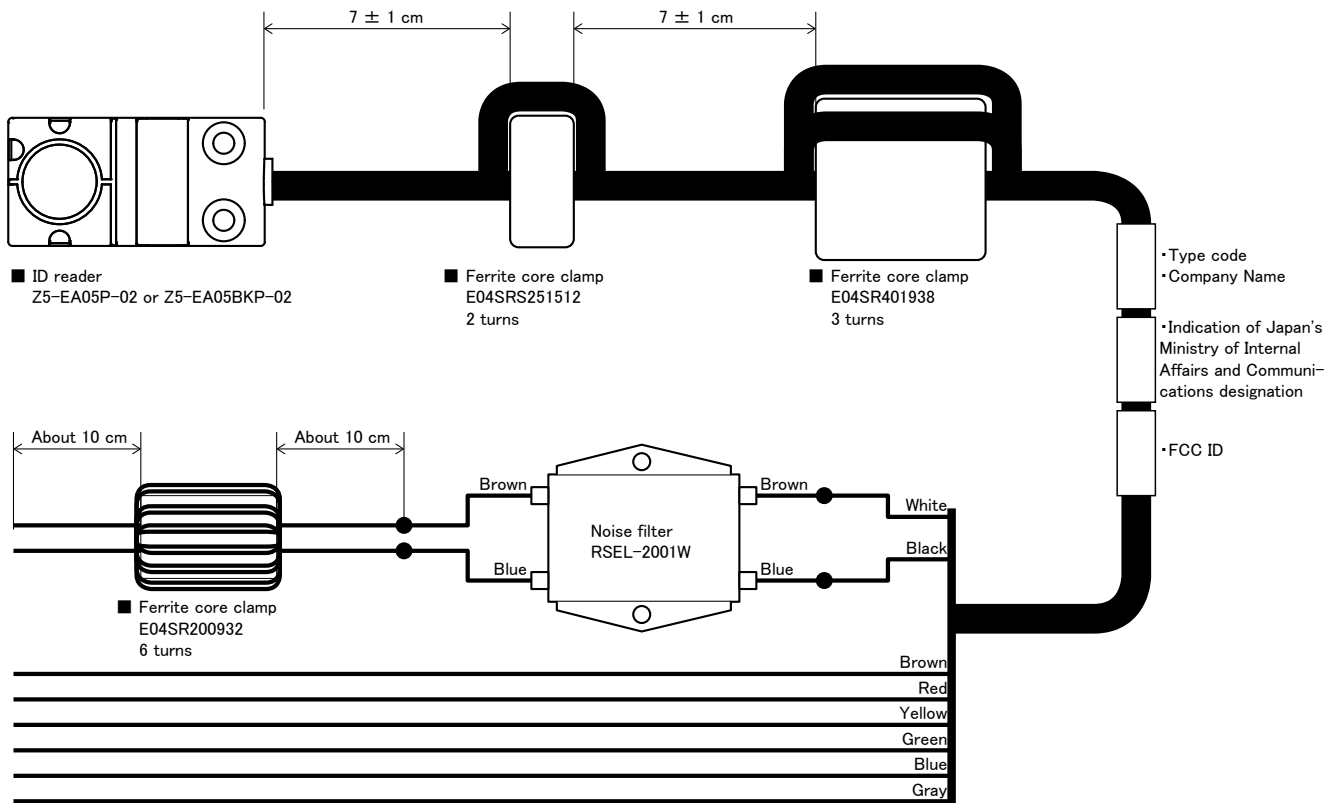 7 ± 1 cm
7 ± 1 cm
■ ID reader
Z5-EA05P-02 or Z5-EA05BKP-02
■ Ferrite core clamp
E04SRS251512
2 turns
■ Ferrite core clamp
E04SR401938
3 turns
・Type code
・Company Name
・Indication of Japan's
Ministry of Internal
Affairs and Communi-
cations designation
・FCC ID
About 10 cm
About 10 cm
Brown
Blue
Noise filter
RSEL-2001W
Brown
Blue
White
Black
■ Ferrite core clamp
E04SR200932
6 turns
Brown
Red
Yellow
Green
Blue
Gray